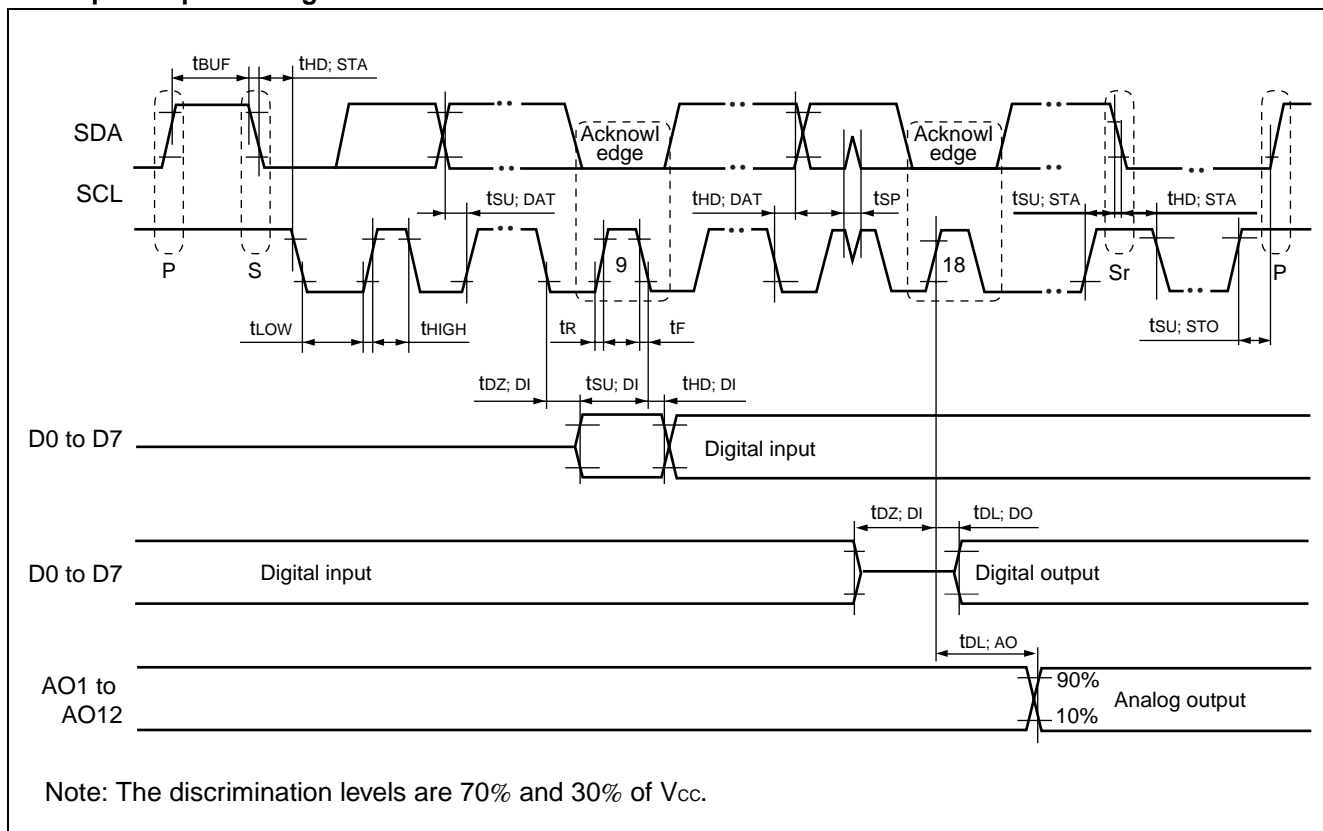 tBUF
tHD; STA
SDA
Acknowl
edge
Acknowl
edge
SCL
tSU; DAT
tHD; DAT
tSP
tSU; STA
tHD; STA
P
S
9
18
Sr
P
tLOW
tHIGH
tR
tF
tSU; STO
tDZ; DI
tSU; DI
tHD; DI
D0 to D7
Digital input
tDZ; DI
tDL; DO
D0 to D7
Digital input
Digital output
tDL; AO
AO1 to
AO12
90%
10%
Analog output
Note: The discrimination levels are 70% and 30% of Vcc.